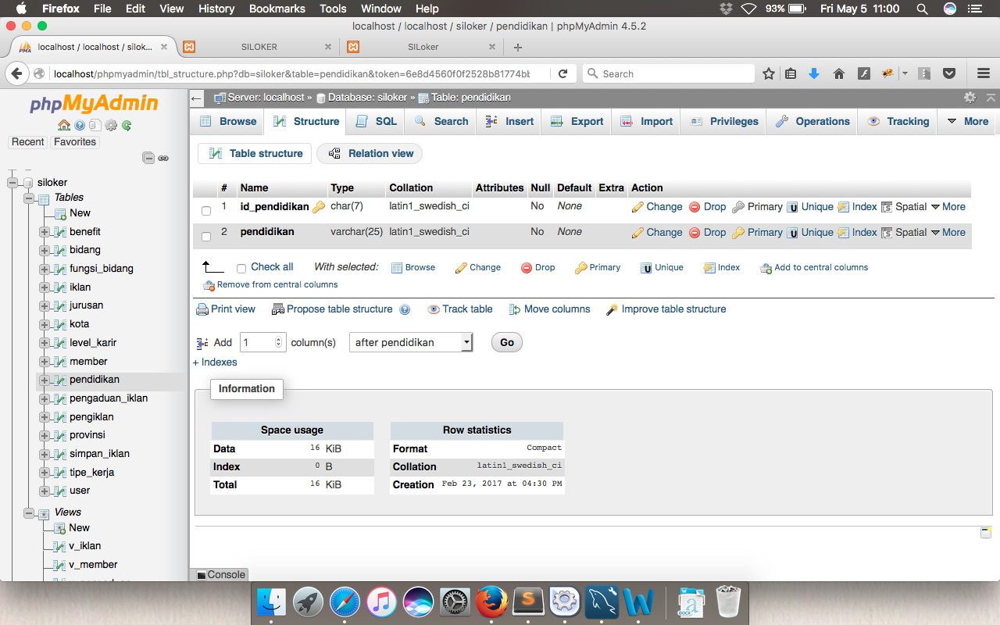 Firefox File Edit View History Bookmarks Tools Window Help 93% Fri May 5 11:00
localhost / localhost / siloker / pendidikan | phpMyAdmin 4.5.2
localhost / localhost / silok... SILOKER SILoker
localhost/phpmyadmin/tbl_structure.php?db=siloker&table=pendidikan&token=6e8d4560f0f2528b81774bb Search
phpMyAdmin
Recent Favorites
siloker
Tables
New
benefit
bidang
fungsi_bidang
iklan
jurusan
kota
level_karir
member
pendidikan
pengaduan_iklan
pengiklan
provinsi
simpan_iklan
tipe_kerja
user
Views
New
v_iklan
v_member
Server: localhost » Database: siloker » Table: pendidikan
Browse Structure SQL Search Insert Export Import Privileges Operations Tracking More
Table structure Relation view
# Name Type Collation Attributes Null Default Extra Action
1 id_pendidikan char(7) latin1_swedish_ci No None Change Drop Primary Unique Index Spatial More
2 pendidikan varchar(25) latin1_swedish_ci No None Change Drop Primary Unique Index Spatial More
Check all With selected: Browse Change Drop Primary Unique Index Add to central columns
Remove from central columns
Print view Propose table structure Track table Move columns Improve table structure
Add 1 column(s) after pendidikan Go
+ Indexes
Information
Space usage
Data 16 KiB
Index 0 B
Total 16 KiB
Row statistics
Format Compact
Collation latin1_swedish_ci
Creation Feb 23, 2017 at 04:30 PM
Console